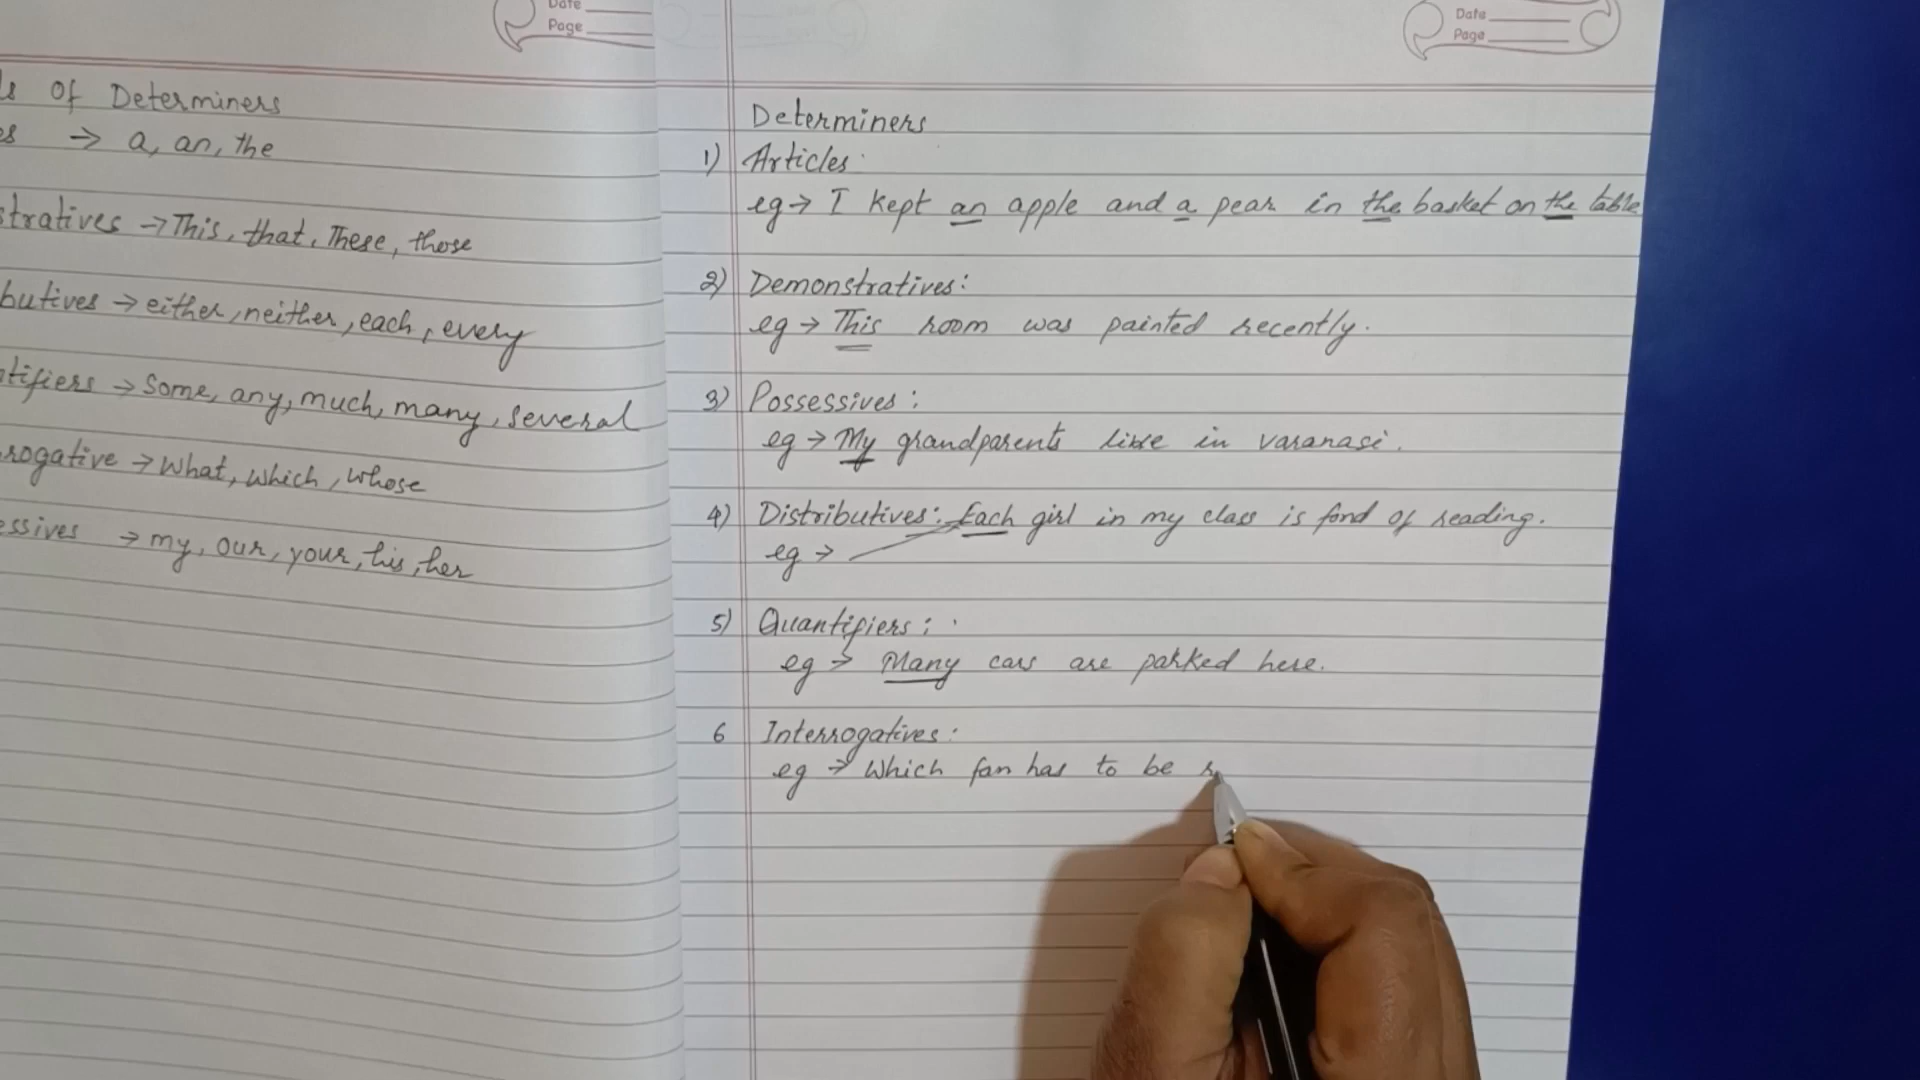 Date
Page
Of Determiners
→ a, an, the
stratives → This, that, These, those
butives → either, neither, each, every
ntifiers → Some, any, much, many, several
rogative → What, which, whose
essives → my, our, your, his, her
Date
Page
Determiners
1) Articles:
eg → I kept an apple and a pear in the basket on the table
2) Demonstratives:
eg → This room was painted recently.
3) Possessives:
eg → My grandparents live in varanasi.
4) Distributives: Each girl in my class is fond of reading.
eg →
5) Quantifiers:
eg → Many cars are parked here.
6 Interrogatives:
eg → Which fan has to be